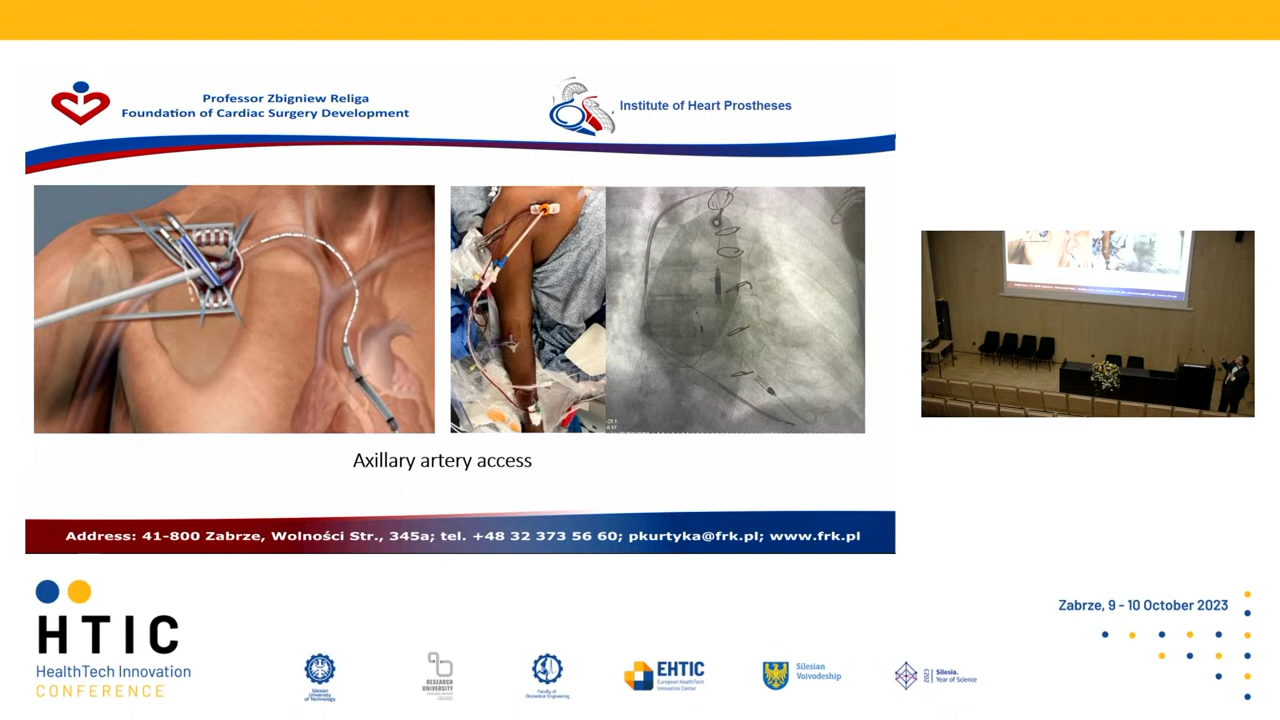 Professor Zbigniew Religa
Foundation of Cardiac Surgery Development
Institute of Heart Prostheses
Axillary artery access
Address: 41-800 Zabrze, Wolności Str., 345a; tel. +48 32 373 56 60; pkurtyka@frk.pl; www.frk.pl
HTIC
HealthTech Innovation
CONFERENCE
Silesian
University
of Technology
RESEARCH
UNIVERSITY
Faculty of
Biomedical Engineering
EHTIC
European HealthTech
Innovation Center
Silesian
Voivodeship
Silesia.
Year of Science
Zabrze, 9 - 10 October 2023